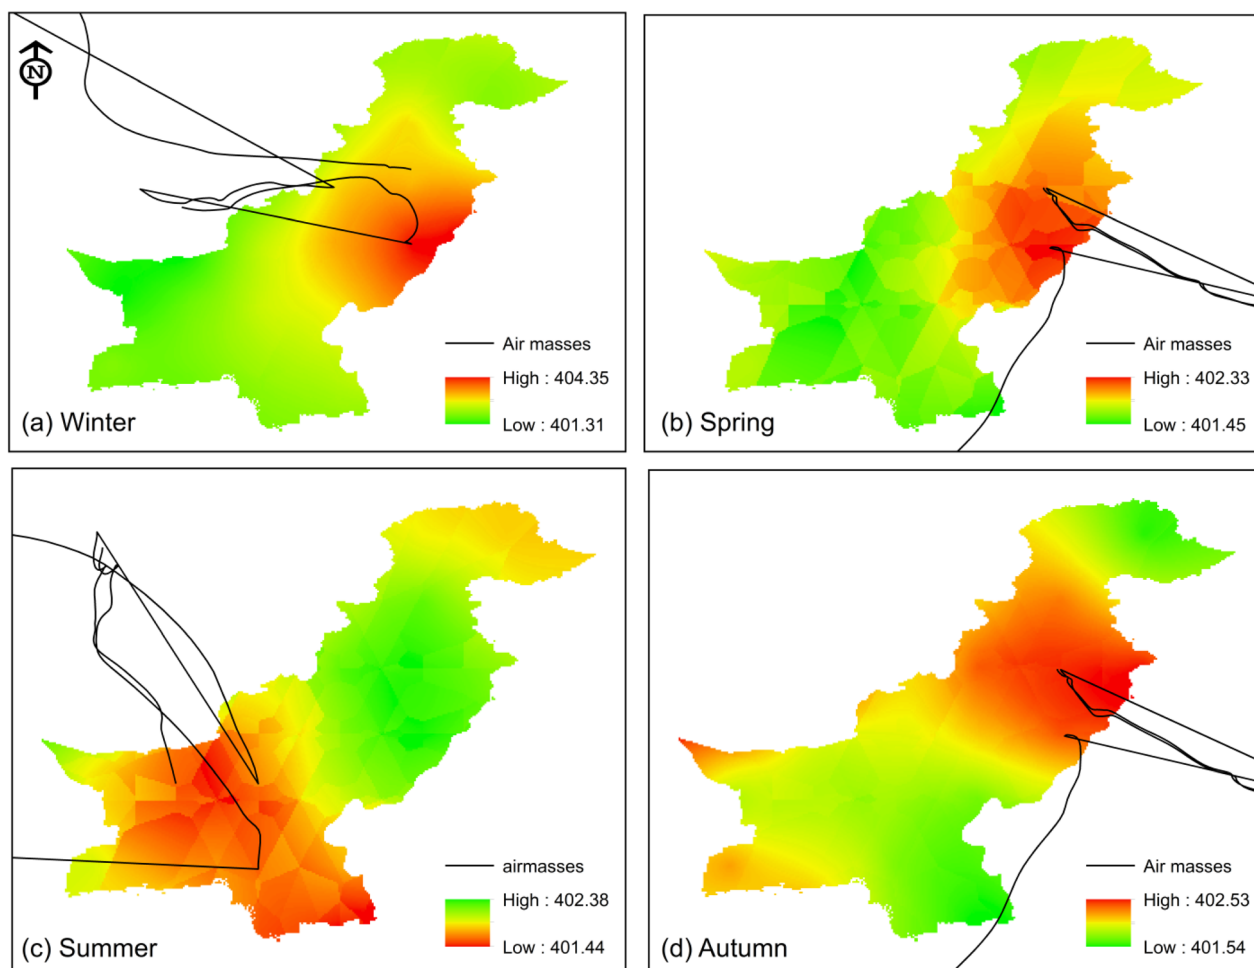 N
Air masses
High : 404.35
Low : 401.31
(a) Winter
Air masses
High : 402.33
Low : 401.45
(b) Spring
airmasses
High : 402.38
Low : 401.44
(c) Summer
Air masses
High : 402.53
Low : 401.54
(d) Autumn